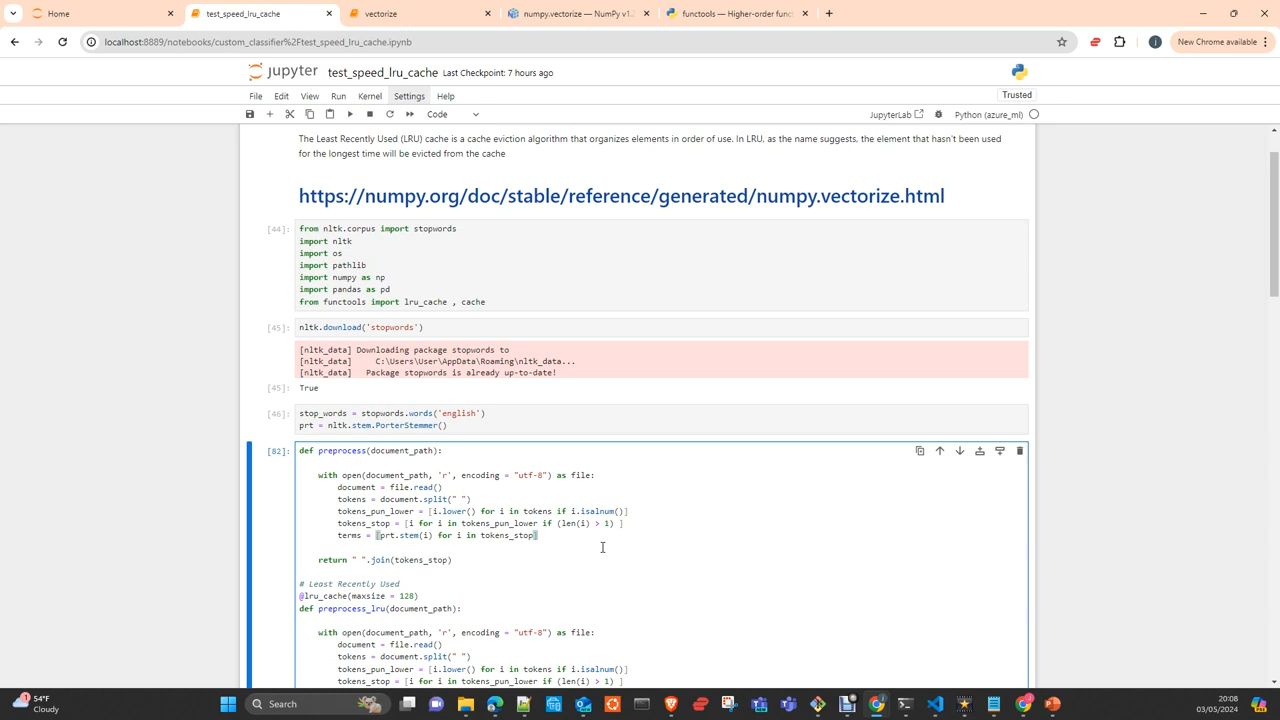 Home
test_speed_lru_cache
vectorize
numpy.vectorize — NumPy v1.
functools — Higher-order func
localhost:8889/notebooks/custom_classifier%2Ftest_speed_lru_cache.ipynb
New Chrome available
jupyter test_speed_lru_cache Last Checkpoint: 7 hours ago
Trusted
File Edit View Run Kernel Settings Help
Code
JupyterLab
Python (azure_ml)
The Least Recently Used (LRU) cache is a cache eviction algorithm that organizes elements in order of use. In LRU, as the name suggests, the element that hasn't been used
for the longest time will be evicted from the cache
https://numpy.org/doc/stable/reference/generated/numpy.vectorize.html
[44]: from nltk.corpus import stopwords
import nltk
import os
import pathlib
import numpy as np
import pandas as pd
from functools import lru_cache , cache
[45]: nltk.download('stopwords')
[nltk_data] Downloading package stopwords to
[nltk_data] C:\Users\User\AppData\Roaming\nltk_data...
[nltk_data] Package stopwords is already up-to-date!
[45]: True
[46]: stop_words = stopwords.words('english')
prt = nltk.stem.PorterStemmer()
[82]: def preprocess(document_path):
with open(document_path, 'r', encoding = "utf-8") as file:
document = file.read()
tokens = document.split(" ")
tokens_pun_lower = [i.lower() for i in tokens if i.isalnum()]
tokens_stop = [i for i in tokens_pun_lower if (len(i) > 1) ]
terms = [prt.stem(i) for i in tokens_stop]
return " ".join(tokens_stop)
# Least Recently Used
@lru_cache(maxsize = 128)
def preprocess_lru(document_path):
with open(document_path, 'r', encoding = "utf-8") as file:
document = file.read()
tokens = document.split(" ")
tokens_pun_lower = [i.lower() for i in tokens if i.isalnum()]
tokens_stop = [i for i in tokens_pun_lower if (len(i) > 1) ]
54°F
Cloudy
Search
20:08
03/05/2024